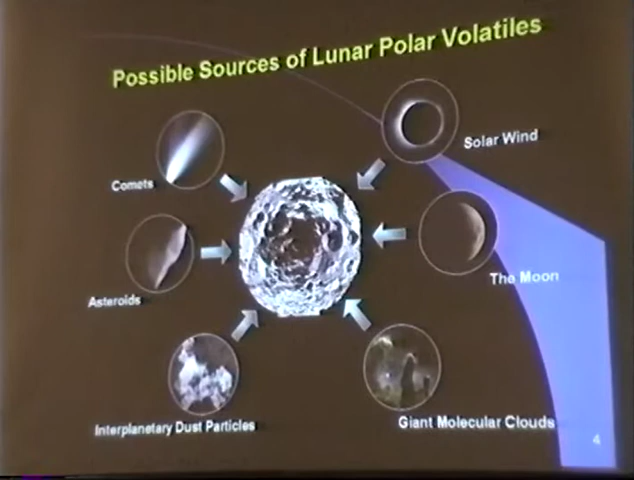 Possible Sources of Lunar Polar Volatiles
Comets
Solar Wind
Asteroids
The Moon
Interplanetary Dust Particles
Giant Molecular Clouds
4